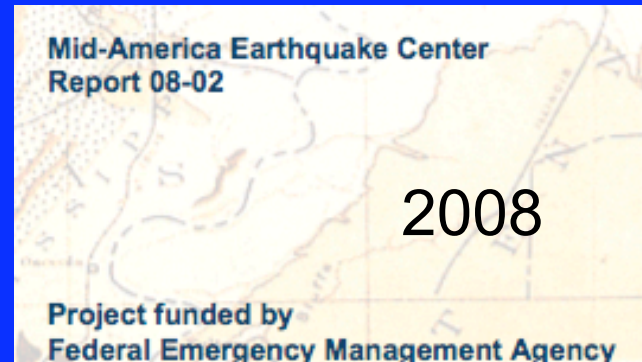 Mid-America Earthquake Center
Report 08-02
2008
Project funded by
Federal Emergency Management Agency